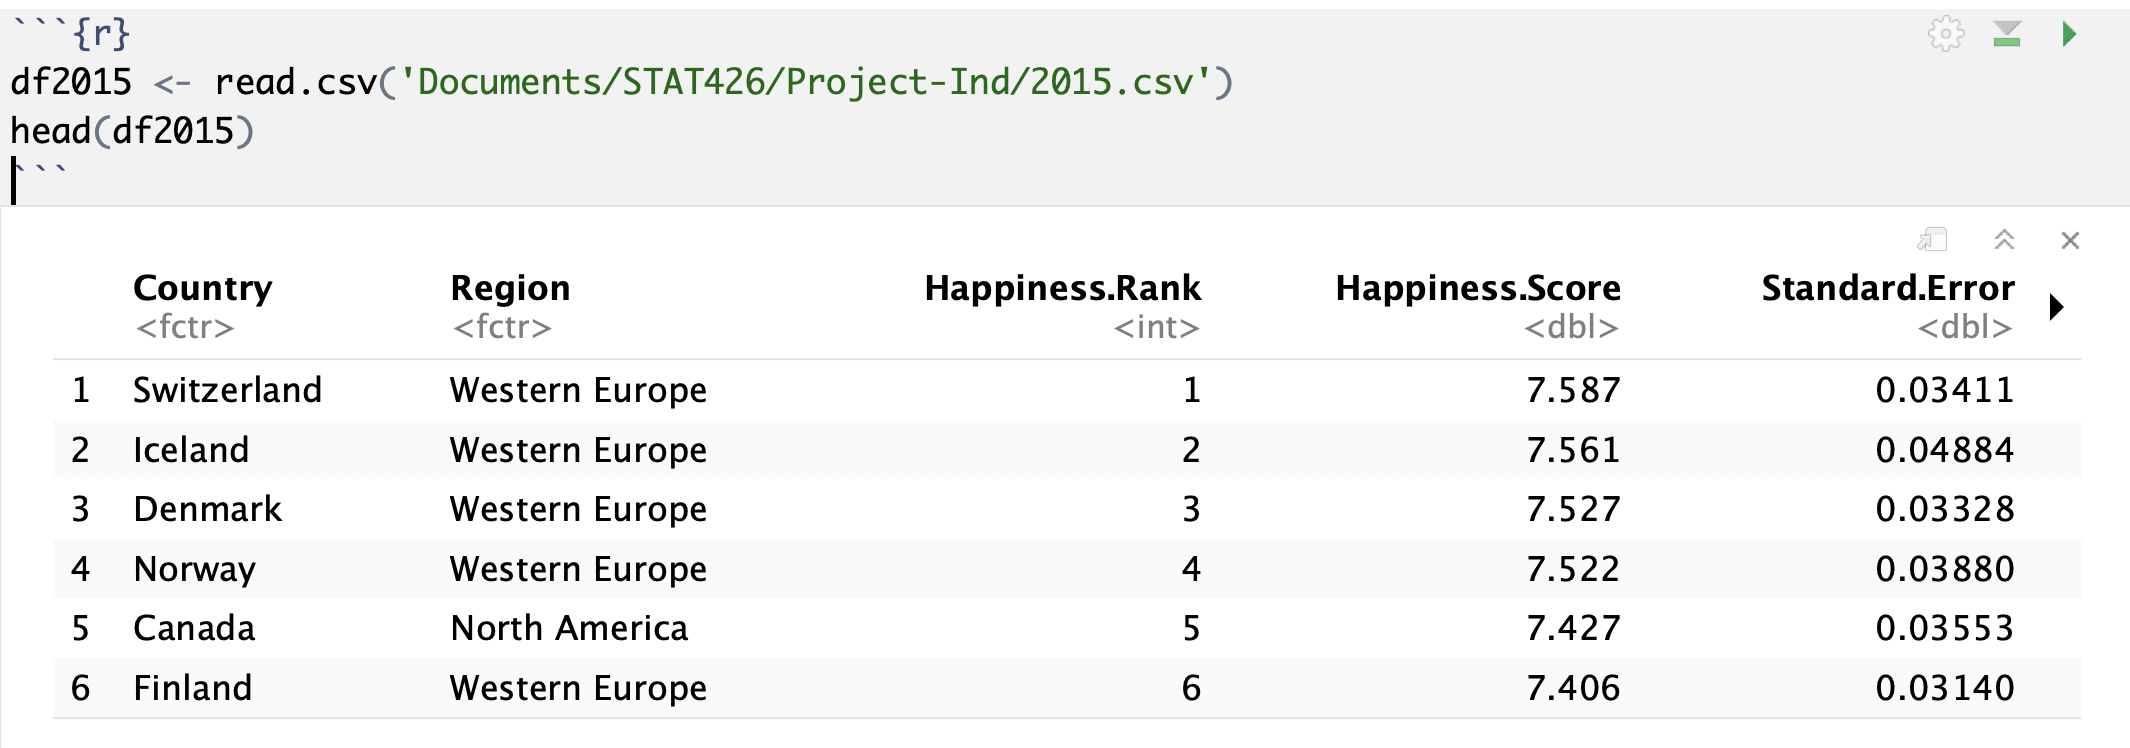 ```{r}
df2015 <- read.csv('Documents/STAT426/Project-Ind/2015.csv')
head(df2015)
```
Country Region Happiness.Rank Happiness.Score Standard.Error
<fctr> <fctr> <int> <dbl> <dbl>
1 Switzerland Western Europe 1 7.587 0.03411
2 Iceland Western Europe 2 7.561 0.04884
3 Denmark Western Europe 3 7.527 0.03328
4 Norway Western Europe 4 7.522 0.03880
5 Canada North America 5 7.427 0.03553
6 Finland Western Europe 6 7.406 0.03140